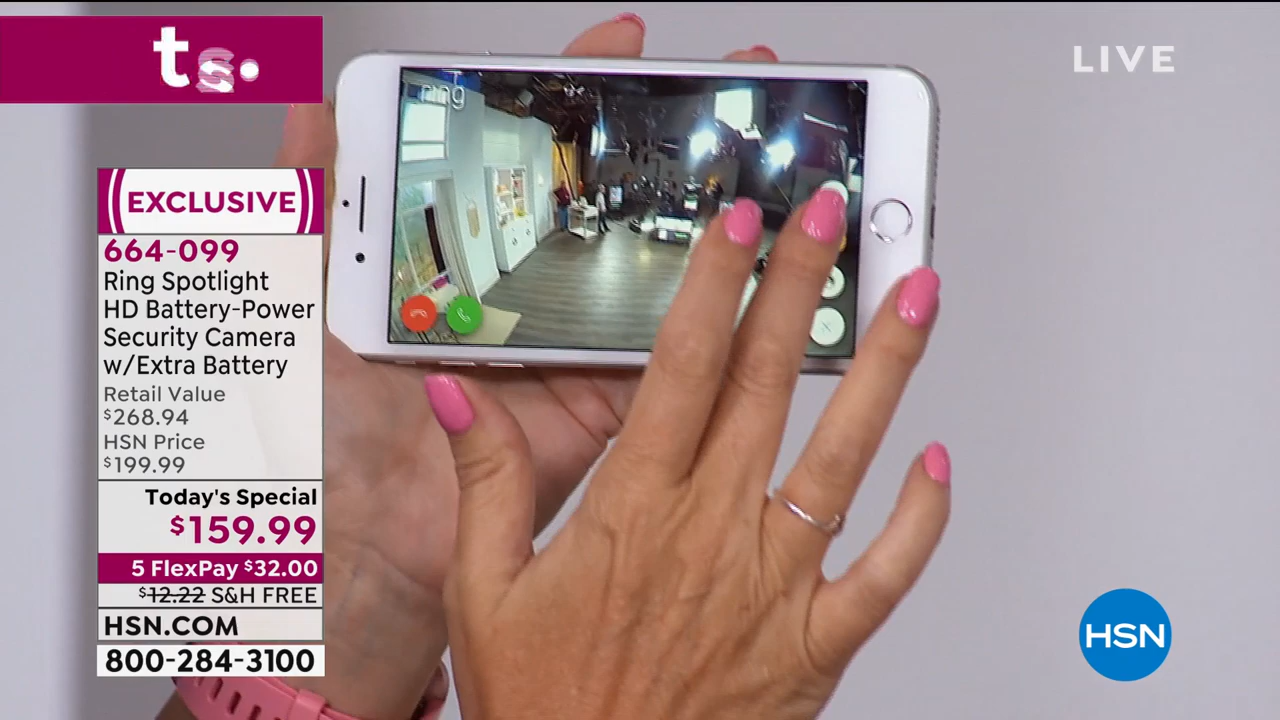 ts.
LIVE
ring
EXCLUSIVE
664-099
Ring Spotlight
HD Battery-Power
Security Camera
w/Extra Battery
Retail Value
$268.94
HSN Price
$199.99
Today's Special
$159.99
5 FlexPay $32.00
$12.22 S&H FREE
HSN.COM
800-284-3100
HSN